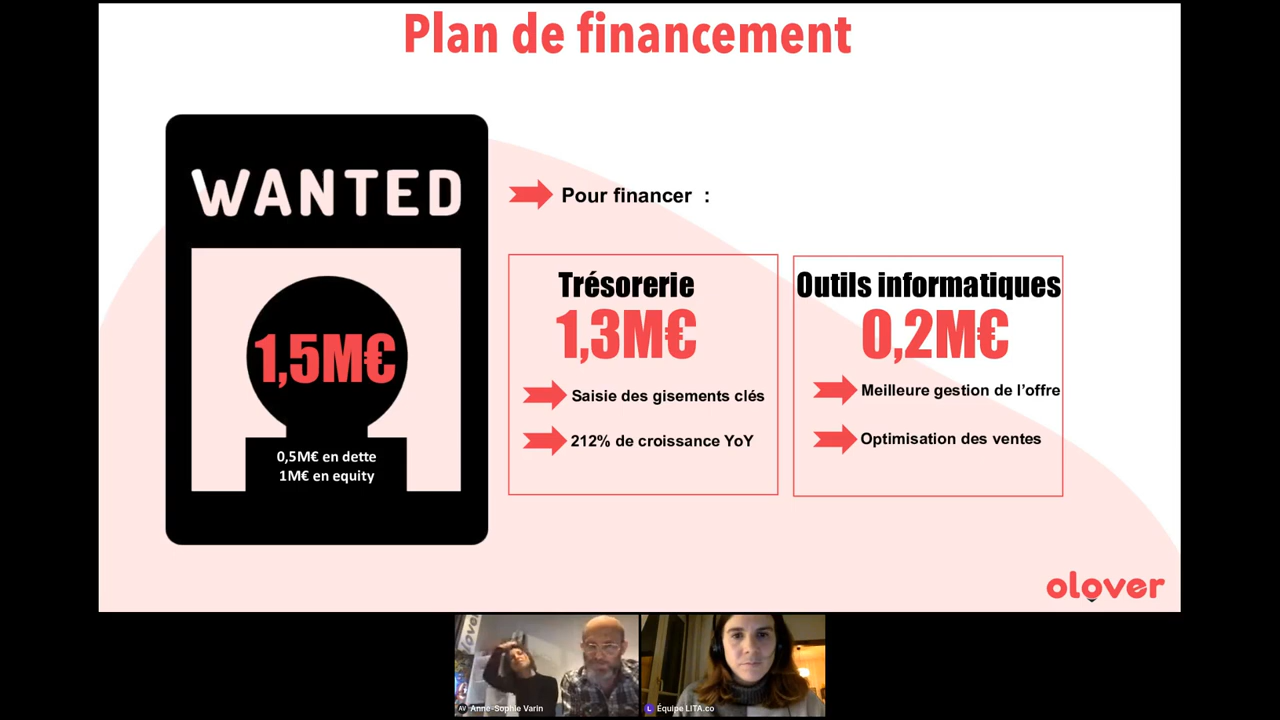 Plan de financement
WANTED
1,5M€
0,5M€ en dette
1M€ en equity
Pour financer :
Trésorerie
1,3M€
Saisie des gisements clés
212% de croissance YoY
Outils informatiques
0,2M€
Meilleure gestion de l’offre
Optimisation des ventes
olover
AV Anne-Sophie Varin
L Équipe LITA.co